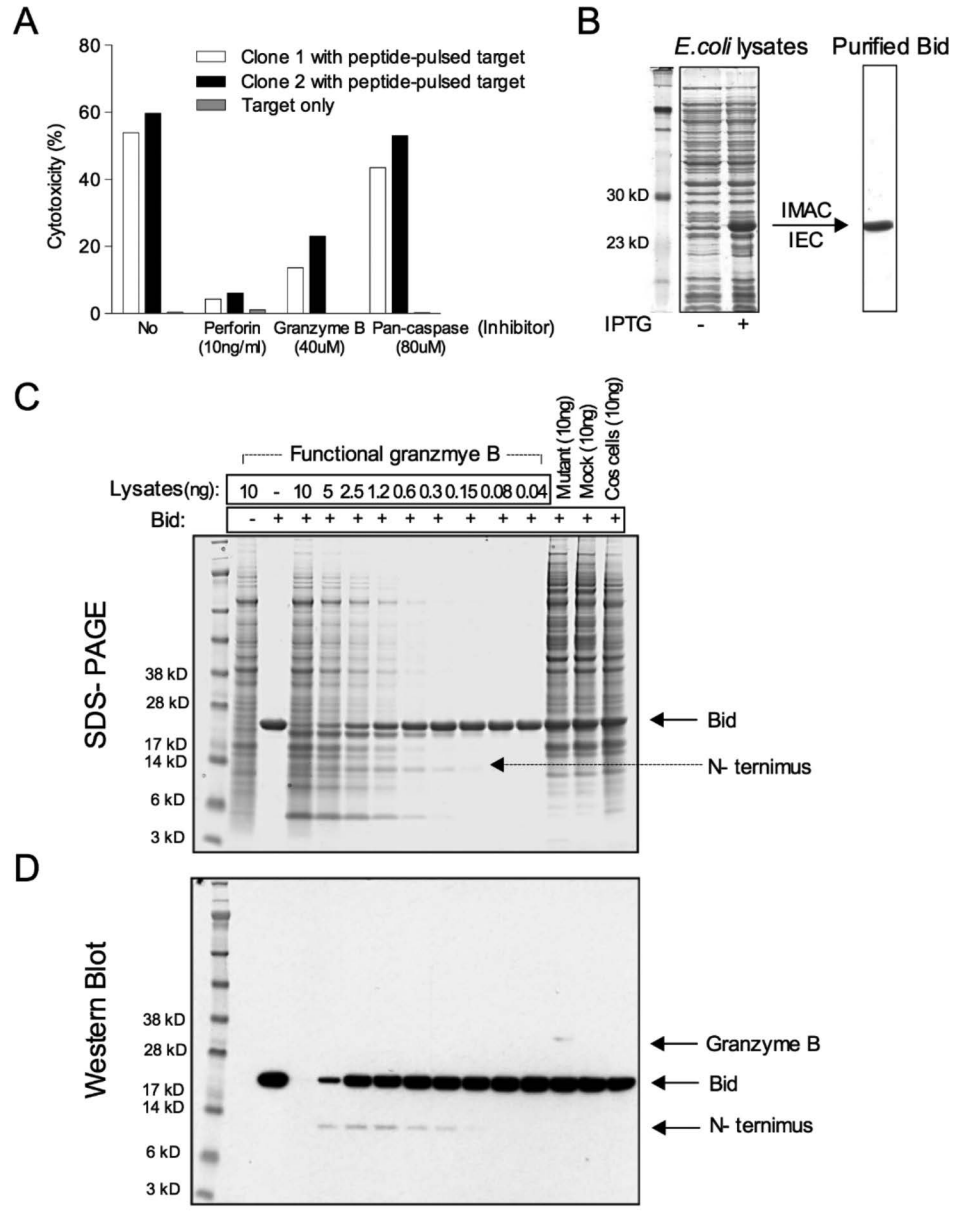 A
80
60
40
20
0
Cytotoxicity (%)
Clone 1 with peptide-pulsed target
Clone 2 with peptide-pulsed target
Target only
No
Perforin
(10ng/ml)
Granzyme B
(40uM)
Pan-caspase
(80uM)
(Inhibitor)
B
E.coli lysates
Purified Bid
30 kD
23 kD
IMAC
IEC
IPTG - +
C
Functional granzmye B
Mutant (10ng)
Mock (10ng)
Cos cells (10ng)
Lysates(ng): 10 - 10 5 2.5 1.2 0.6 0.3 0.15 0.08 0.04
Bid: - + + + + + + + + + + + + +
SDS- PAGE
38 kD
28 kD
17 kD
14 kD
6 kD
3 kD
Bid
N- ternimus
D
Western Blot
38 kD
28 kD
17 kD
14 kD
6 kD
3 kD
Granzyme B
Bid
N- ternimus